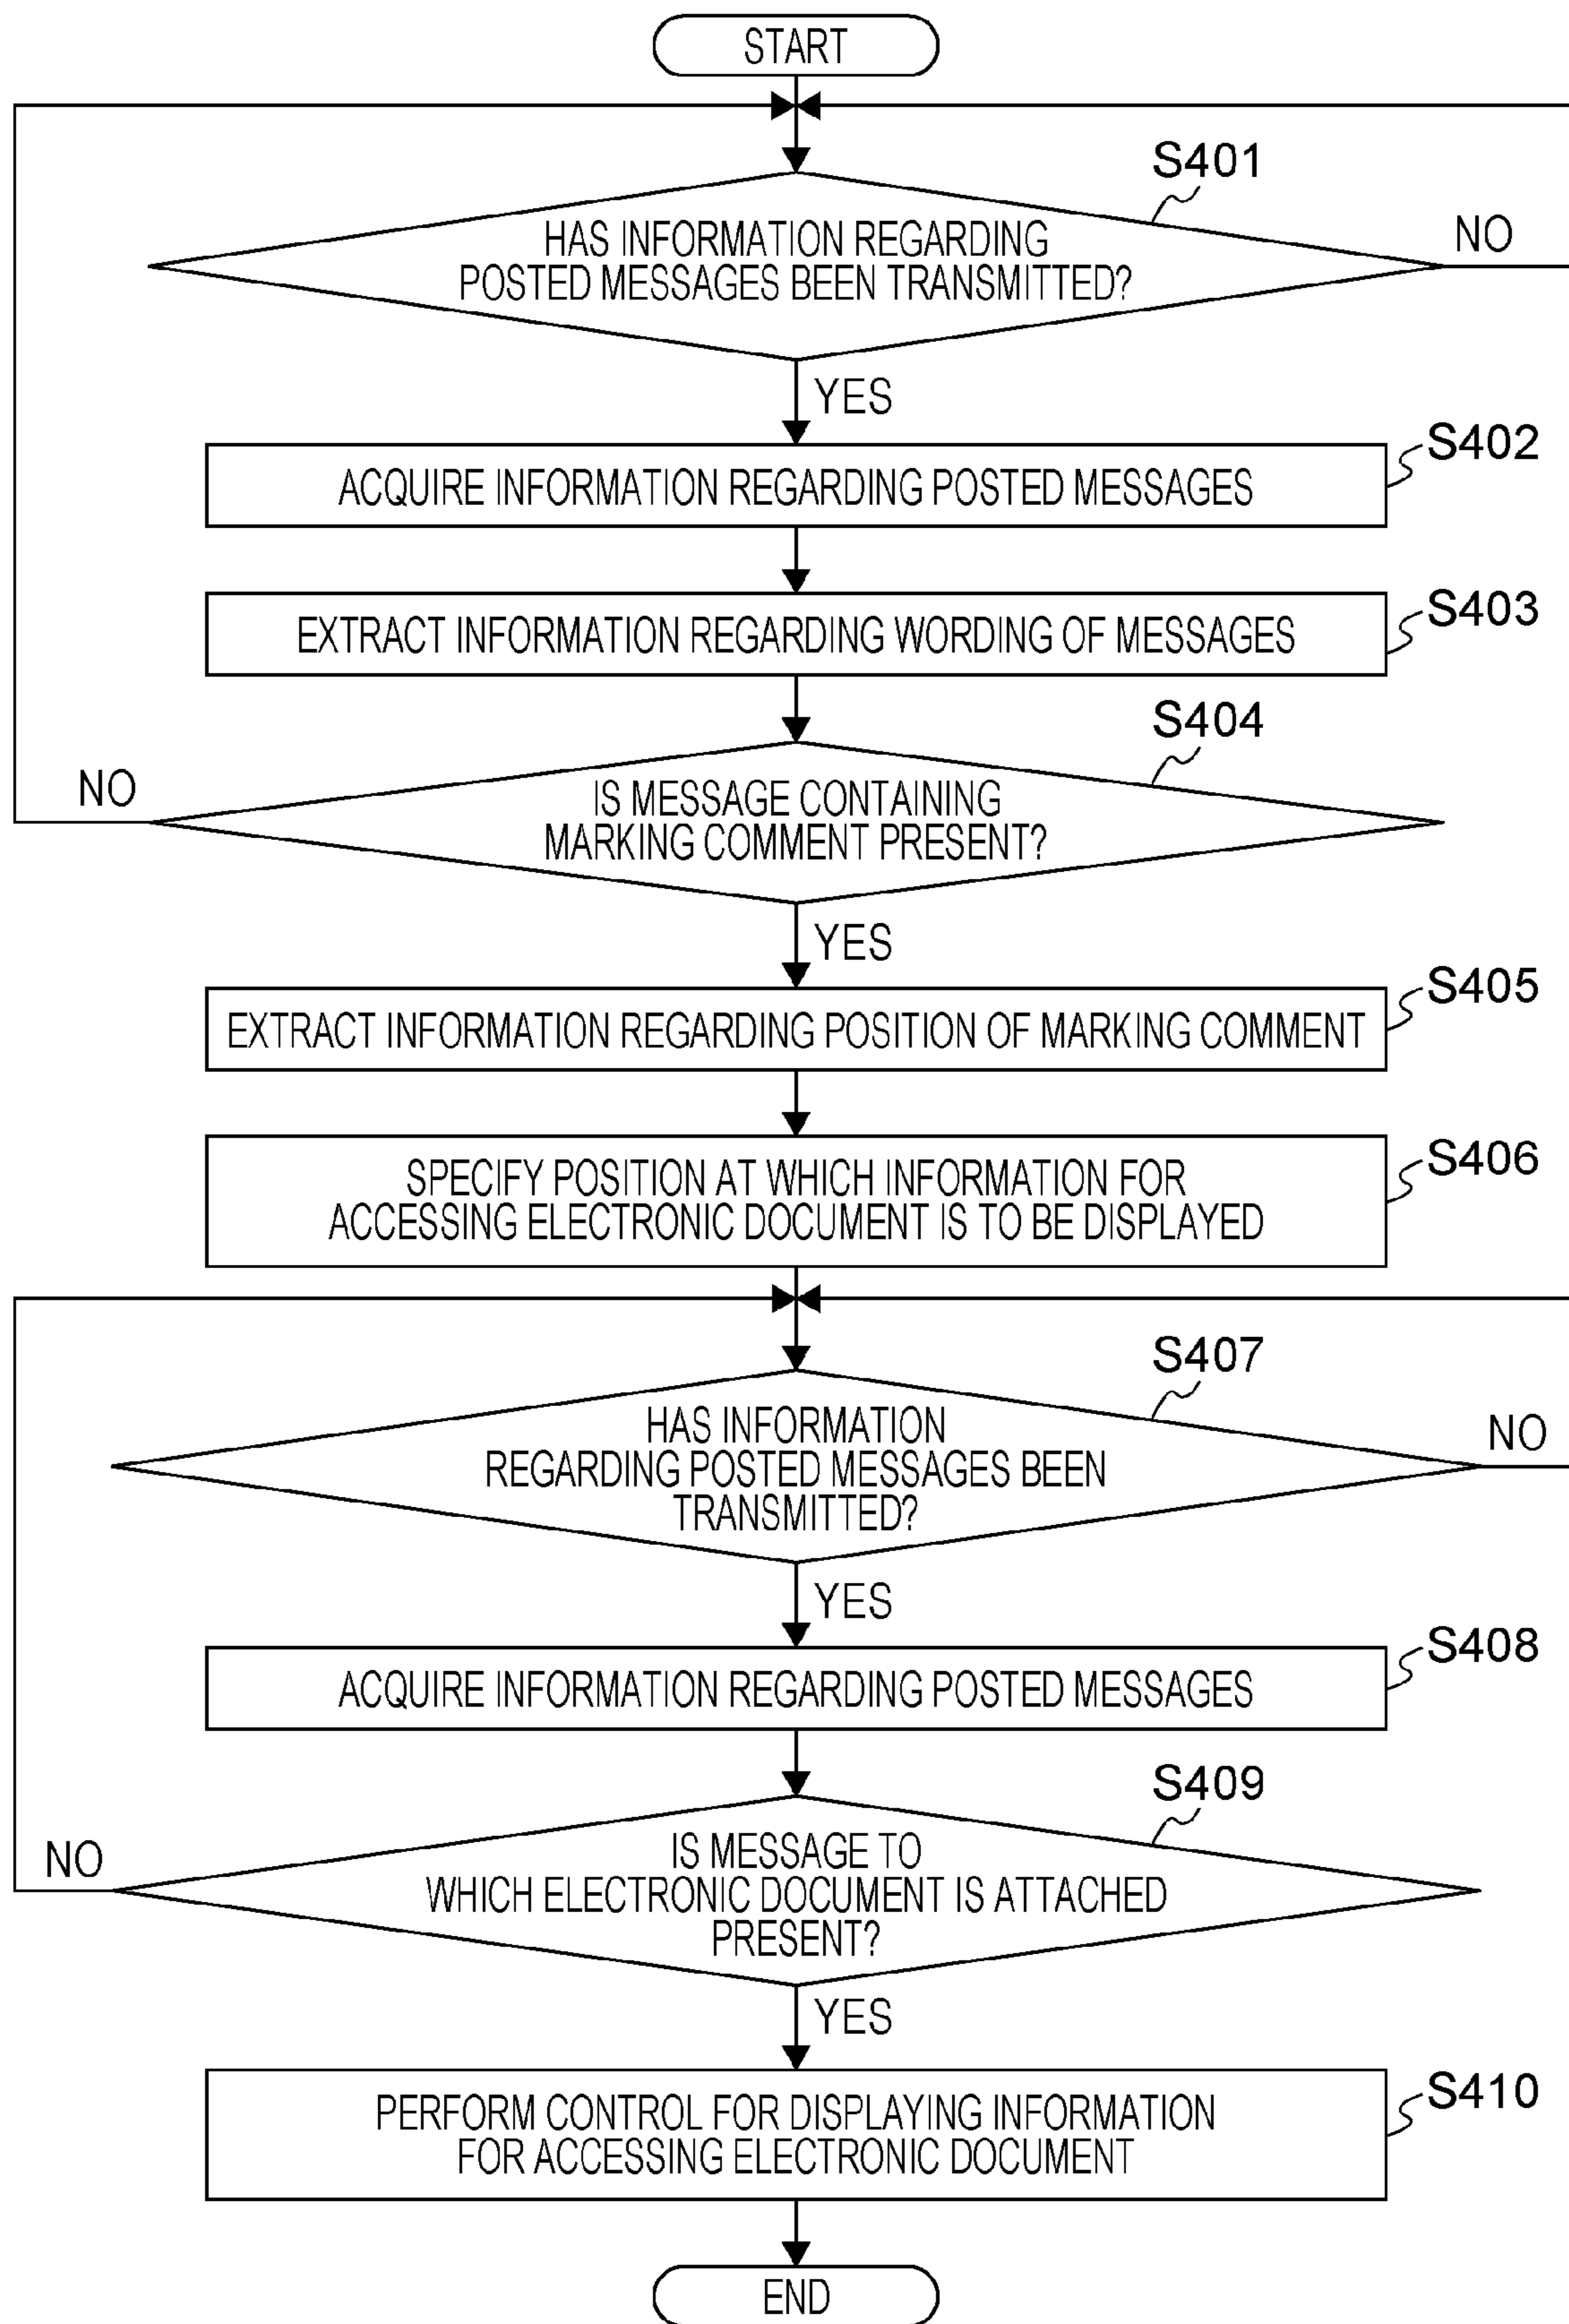 START
S401
HAS INFORMATION REGARDING
POSTED MESSAGES BEEN TRANSMITTED?
NO
YES
S402
ACQUIRE INFORMATION REGARDING POSTED MESSAGES
S403
EXTRACT INFORMATION REGARDING WORDING OF MESSAGES
S404
NO
IS MESSAGE CONTAINING
MARKING COMMENT PRESENT?
YES
S405
EXTRACT INFORMATION REGARDING POSITION OF MARKING COMMENT
S406
SPECIFY POSITION AT WHICH INFORMATION FOR
ACCESSING ELECTRONIC DOCUMENT IS TO BE DISPLAYED
S407
HAS INFORMATION
REGARDING POSTED MESSAGES BEEN
TRANSMITTED?
NO
YES
S408
ACQUIRE INFORMATION REGARDING POSTED MESSAGES
S409
NO
IS MESSAGE TO
WHICH ELECTRONIC DOCUMENT IS ATTACHED
PRESENT?
YES
S410
PERFORM CONTROL FOR DISPLAYING INFORMATION
FOR ACCESSING ELECTRONIC DOCUMENT
END